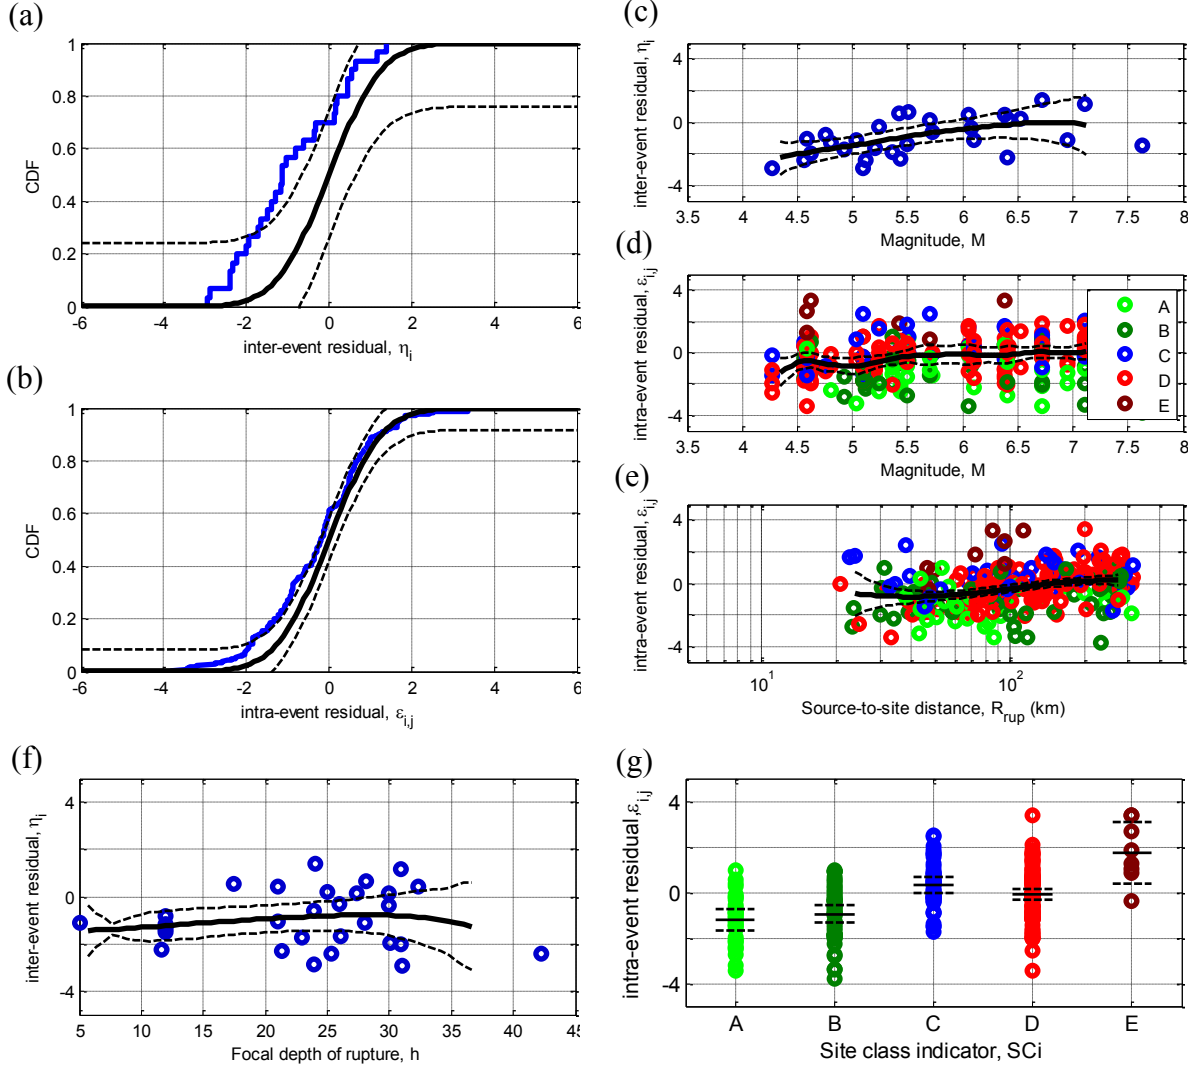 (a)
1
0.8
0.6
0.4
0.2
0
CDF
-6 -4 -2 0 2 4 6
inter-event residual, ηi
(b)
1
0.8
0.6
0.4
0.2
0
CDF
-6 -4 -2 0 2 4 6
intra-event residual, εi,j
(c)
4
0
-4
inter-event residual, ηi
3.5 4 4.5 5 5.5 6 6.5 7 7.5 8
Magnitude, M
(d)
4
2
0
-2
-4
intra-event residual, εi,j
A
B
C
D
E
3.5 4 4.5 5 5.5 6 6.5 7 7.5 8
Magnitude, M
(e)
4
0
-4
intra-event residual, εi,j
10^1 10^2
Source-to-site distance, Rrup (km)
(f)
4
0
-4
inter-event residual, ηi
5 10 15 20 25 30 35 40 45
Focal depth of rupture, h
(g)
4
0
-4
intra-event residual, εi,j
A B C D E
Site class indicator, SCi